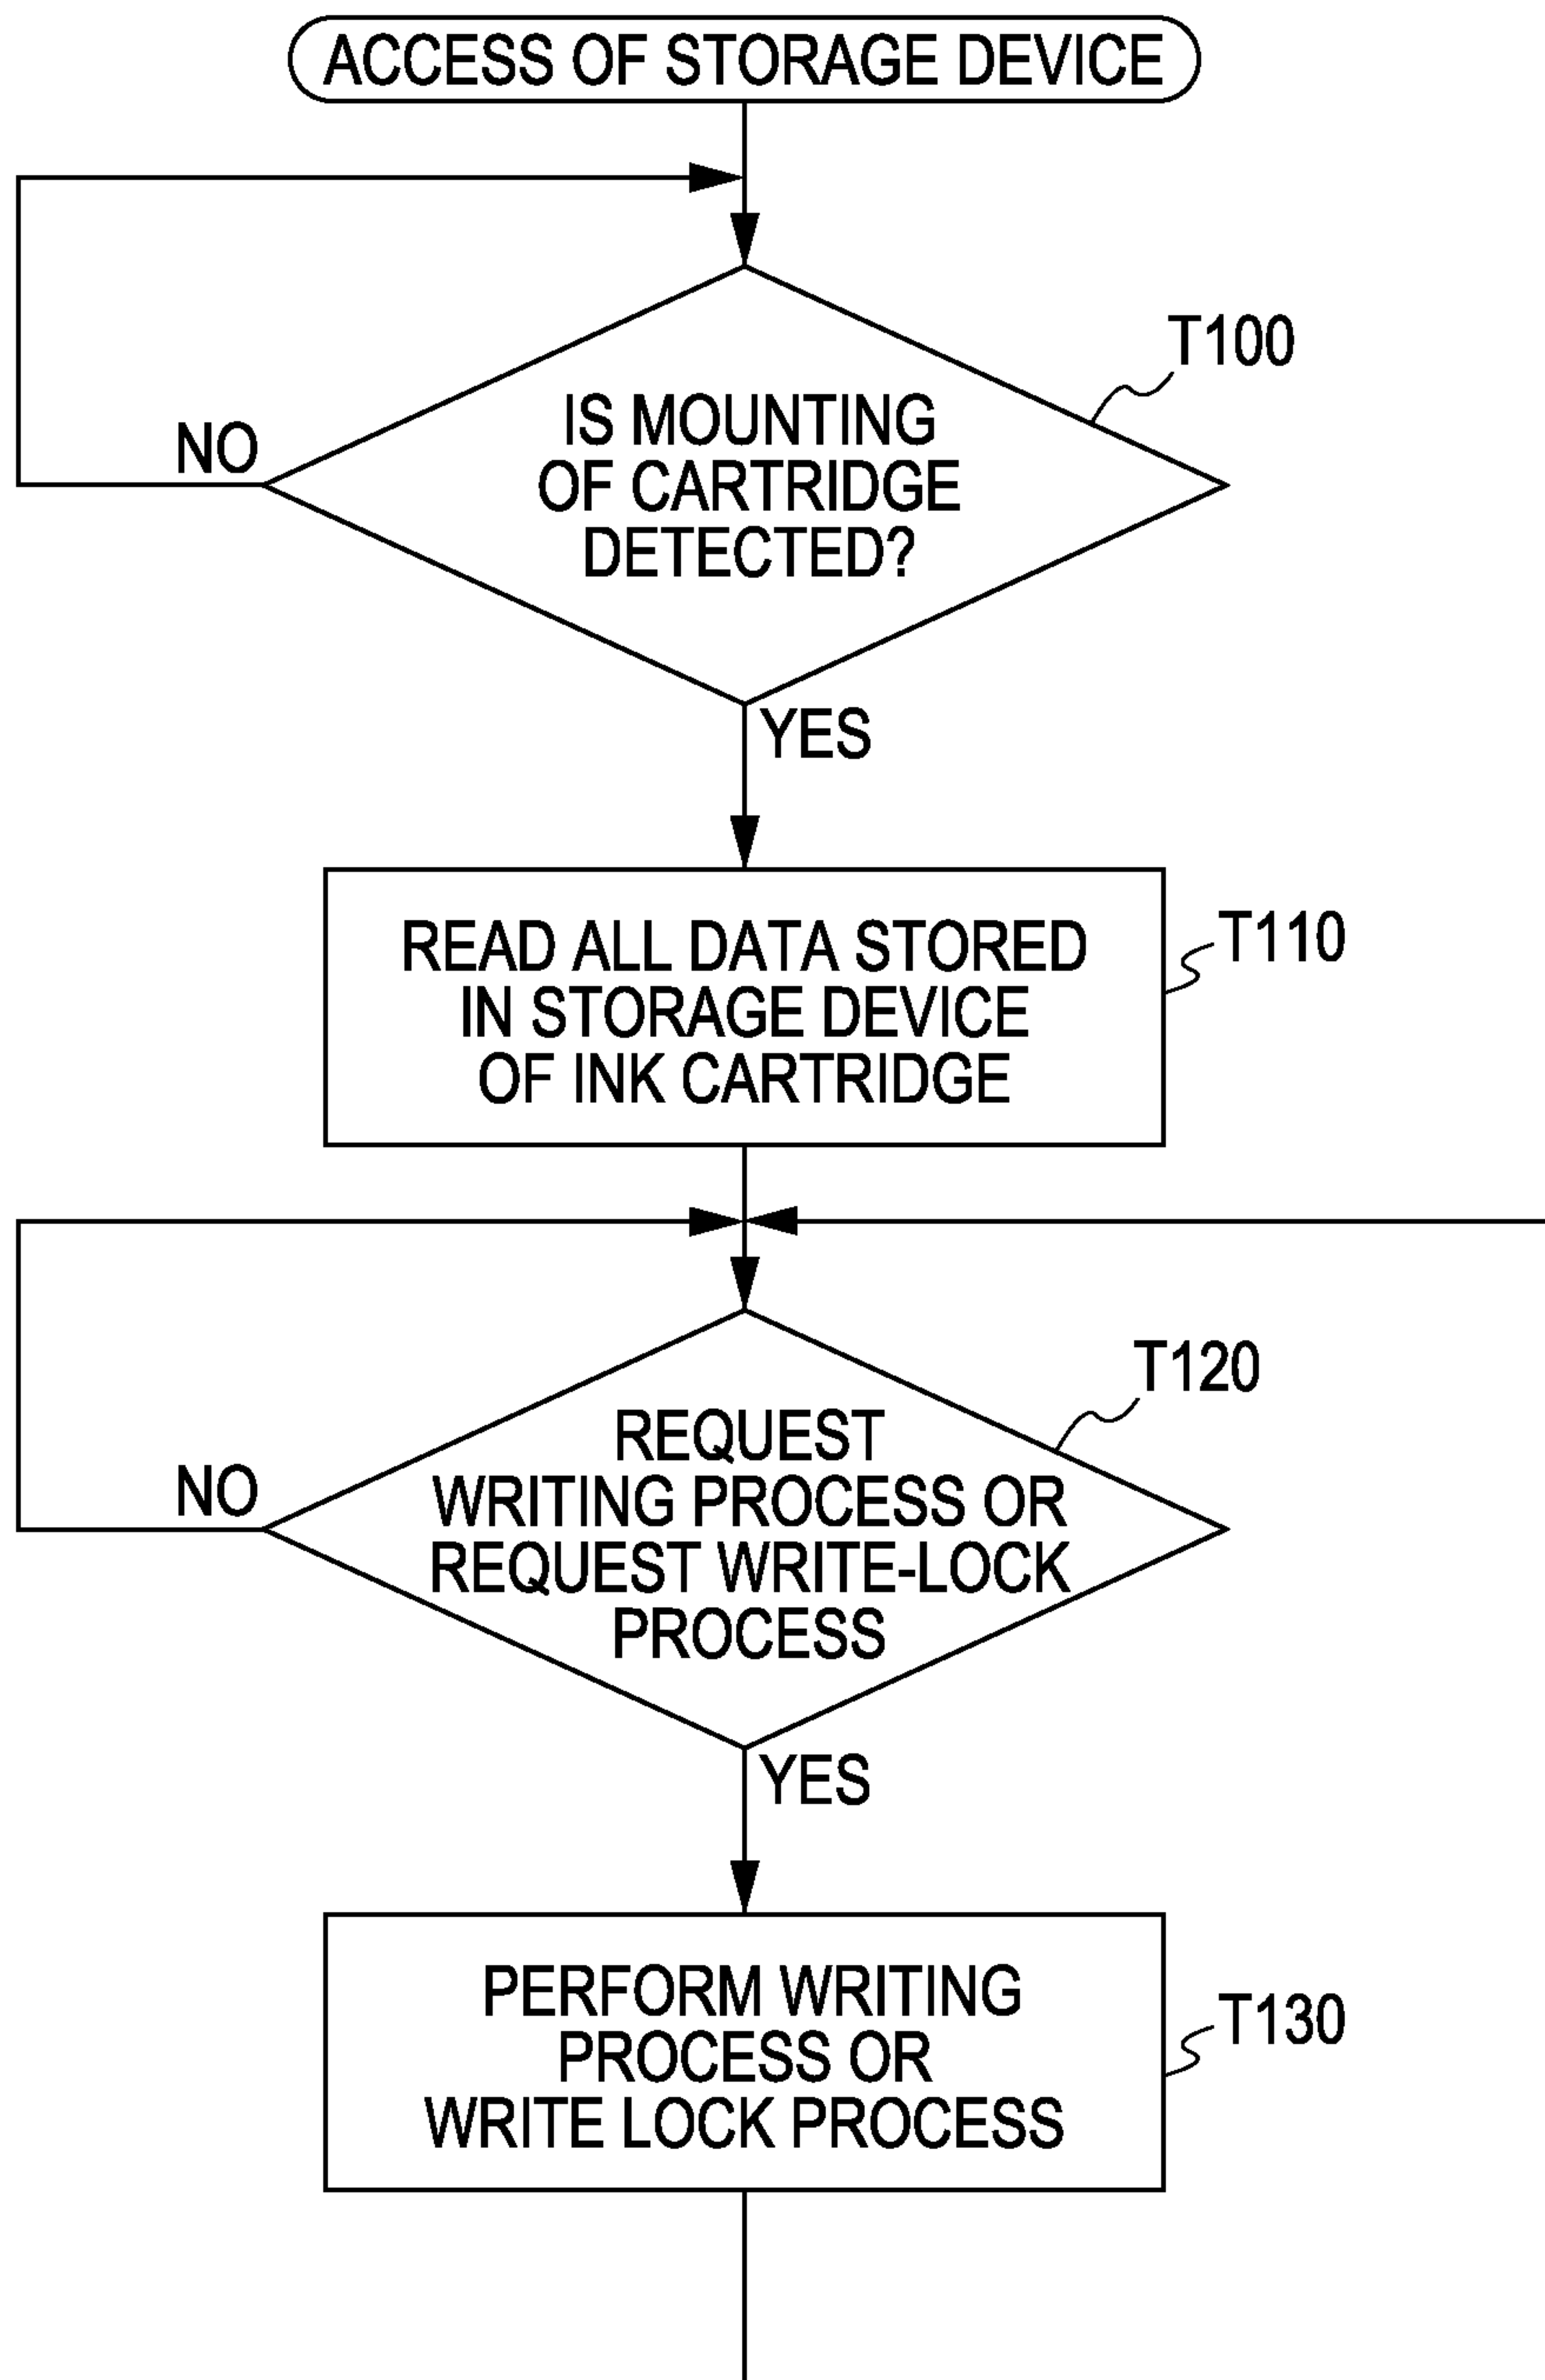 ACCESS OF STORAGE DEVICE
T100
IS MOUNTING
OF CARTRIDGE
DETECTED?
NO
YES
READ ALL DATA STORED
IN STORAGE DEVICE
OF INK CARTRIDGE
T110
T120
REQUEST
WRITING PROCESS OR
REQUEST WRITE-LOCK
PROCESS
NO
YES
PERFORM WRITING
PROCESS OR
WRITE LOCK PROCESS
T130